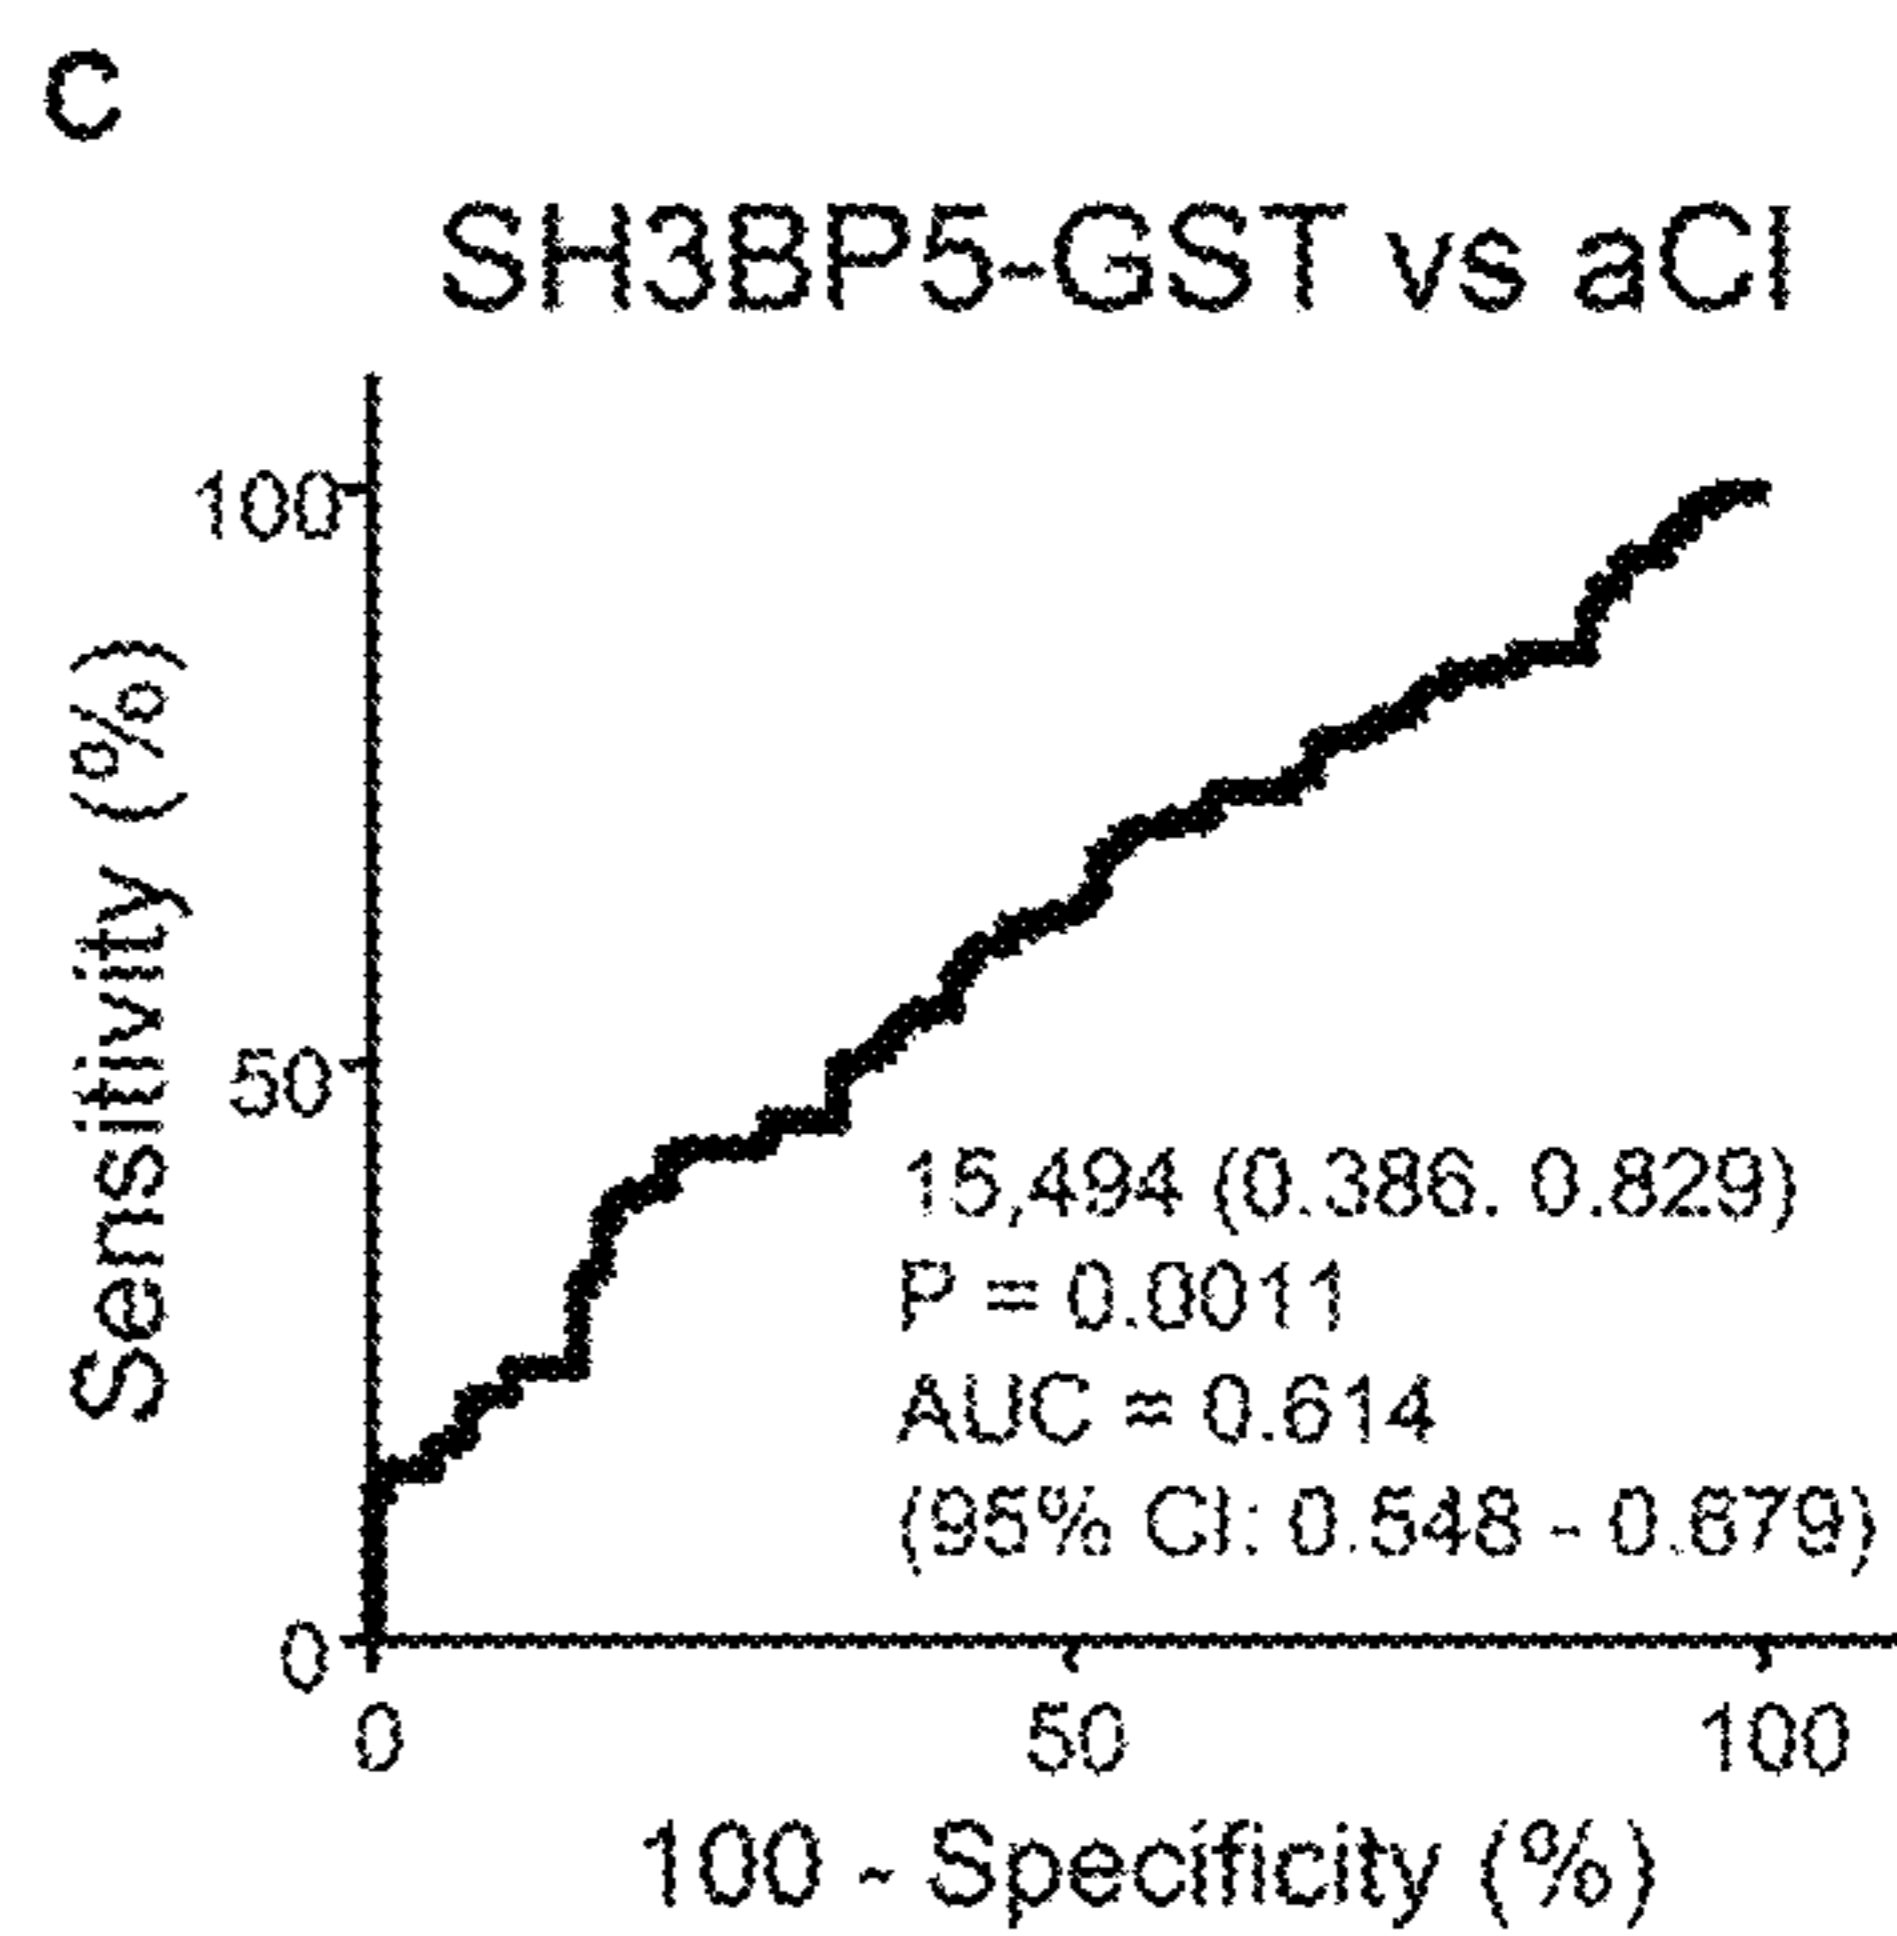 C
SH3BP5-GST vs aCI
Sensitivity (%)
100
50
0
15,494 (0.386. 0.829)
P = 0.0011
AUC = 0.614
(95% CI: 0.548 - 0.679)
0 50 100
100 - Specificity (%)